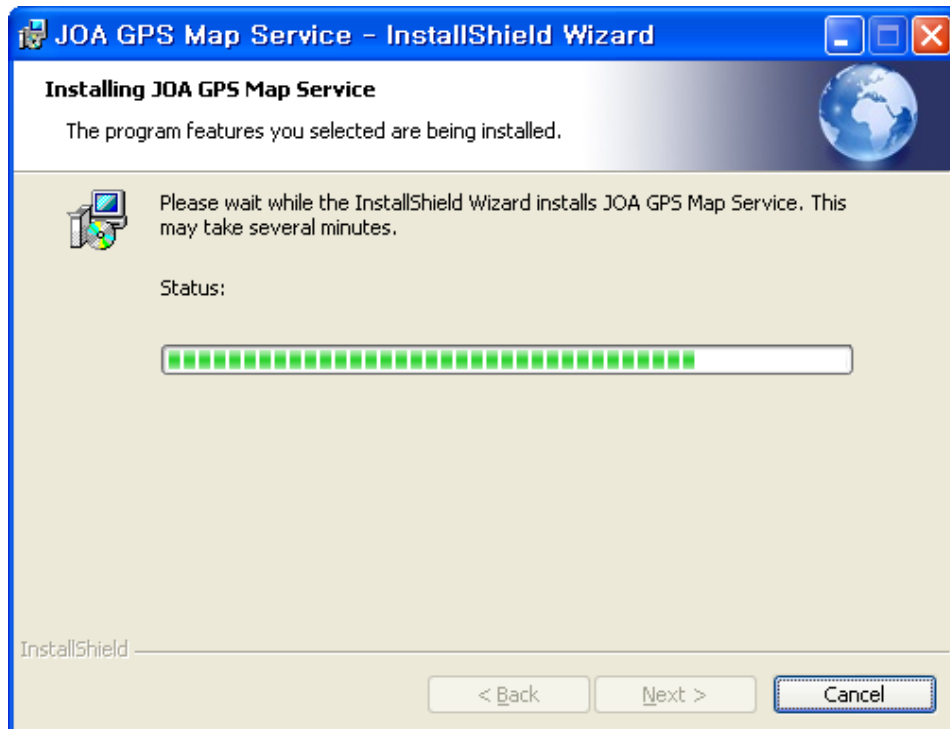 JOA GPS Map Service - InstallShield Wizard
Installing JOA GPS Map Service
The program features you selected are being installed.
Please wait while the InstallShield Wizard installs JOA GPS Map Service. This
may take several minutes.
Status:
InstallShield
< Back
Next >
Cancel